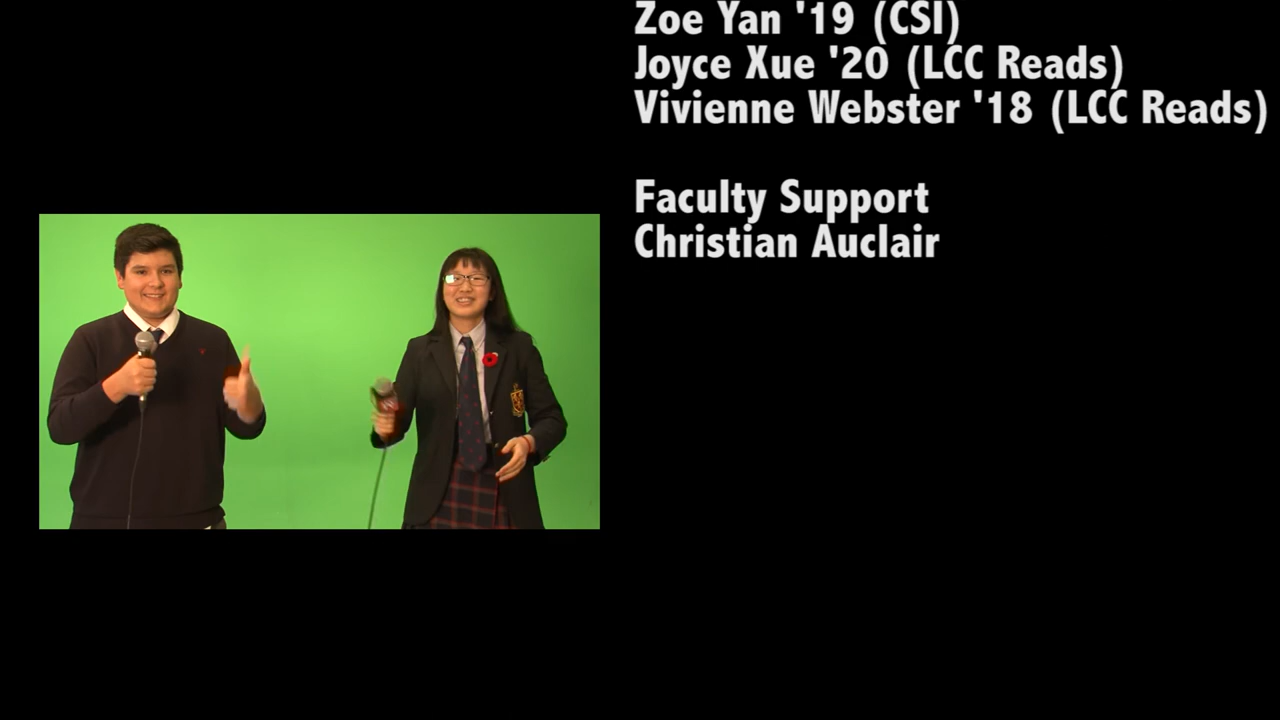 Zoe Yan '19 (CSI)
Joyce Xue '20 (LCC Reads)
Vivienne Webster '18 (LCC Reads)
Faculty Support
Christian Auclair